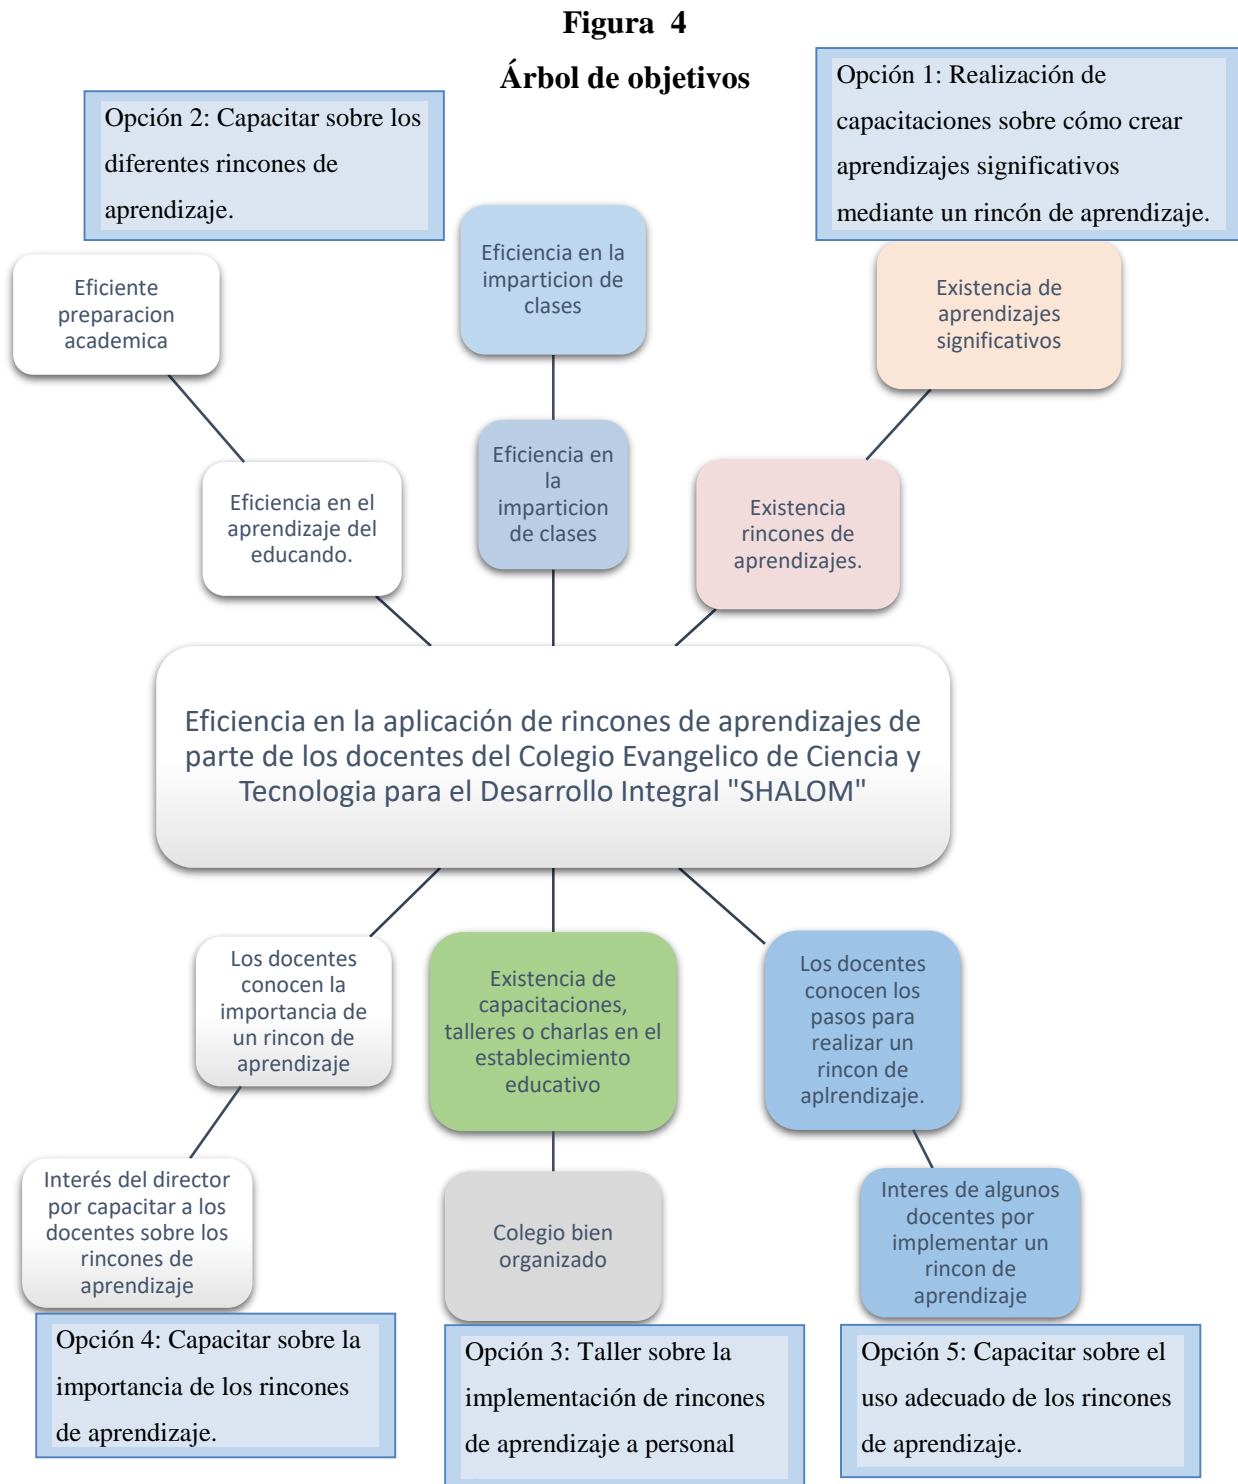 Figura 4
Árbol de objetivos
Opción 1: Realización de
capacitaciones sobre cómo crear
aprendizajes significativos
mediante un rincón de aprendizaje.
Opción 2: Capacitar sobre los
diferentes rincones de
aprendizaje.
Eficiente
preparacion
academica
Eficiencia en la
imparticion de
clases
Existencia de
aprendizajes
significativos
Eficiencia en el
aprendizaje del
educando.
Eficiencia en
la
imparticion
de clases
Existencia
rincones de
aprendizajes.
Eficiencia en la aplicación de rincones de aprendizajes de
parte de los docentes del Colegio Evangelico de Ciencia y
Tecnologia para el Desarrollo Integral "SHALOM"
Los docentes
conocen la
importancia de
un rincon de
aprendizaje
Existencia de
capacitaciones,
talleres o charlas en el
establecimiento
educativo
Los docentes
conocen los
pasos para
realizar un
rincon de
aplrendizaje.
Interés del director
por capacitar a los
docentes sobre los
rincones de
aprendizaje
Colegio bien
organizado
Interes de algunos
docentes por
implementar un
rincon de
aprendizaje
Opción 4: Capacitar sobre la
importancia de los rincones
de aprendizaje.
Opción 3: Taller sobre la
implementación de rincones
de aprendizaje a personal
Opción 5: Capacitar sobre el
uso adecuado de los rincones
de aprendizaje.